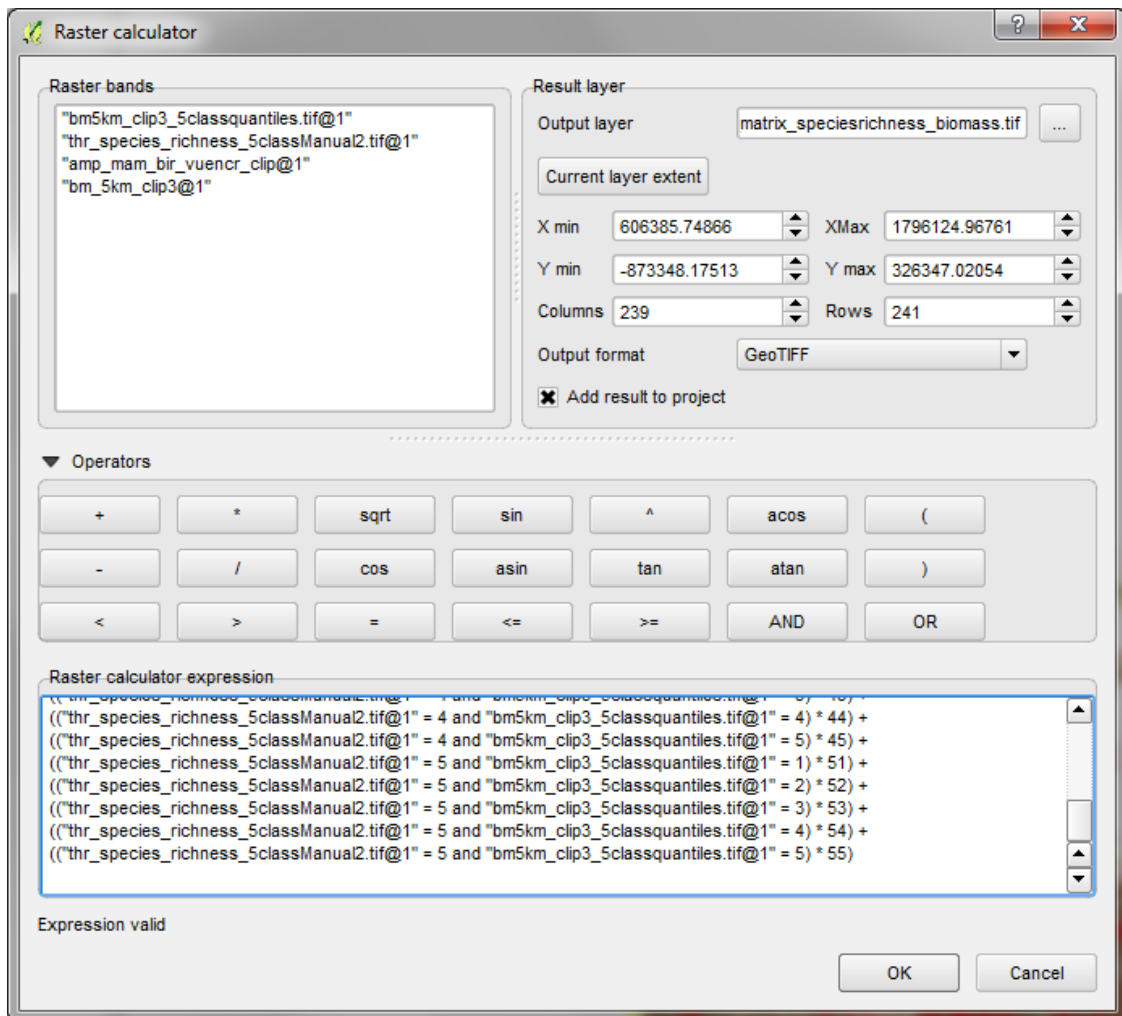 Raster calculator
?
X
Raster bands
"bm5km_clip3_5classquantiles.tif@1"
"thr_species_richness_5classManual2.tif@1"
"amp_mam_bir_vuencr_clip@1"
"bm_5km_clip3@1"
Result layer
Output layer matrix_speciesrichness_biomass.tif ...
Current layer extent
X min 606385.74866 XMax 1796124.96761
Y min -873348.17513 Y max 326347.02054
Columns 239 Rows 241
Output format GeoTIFF
Add result to project
Operators
+ * sqrt sin ^ acos (
- / cos asin tan atan )
< > = <= >= AND OR
Raster calculator expression
(("thr_species_richness_5classManual2.tif@1" = 4 and "bm5km_clip3_5classquantiles.tif@1" = 4) * 44) +
(("thr_species_richness_5classManual2.tif@1" = 4 and "bm5km_clip3_5classquantiles.tif@1" = 5) * 45) +
(("thr_species_richness_5classManual2.tif@1" = 5 and "bm5km_clip3_5classquantiles.tif@1" = 1) * 51) +
(("thr_species_richness_5classManual2.tif@1" = 5 and "bm5km_clip3_5classquantiles.tif@1" = 2) * 52) +
(("thr_species_richness_5classManual2.tif@1" = 5 and "bm5km_clip3_5classquantiles.tif@1" = 3) * 53) +
(("thr_species_richness_5classManual2.tif@1" = 5 and "bm5km_clip3_5classquantiles.tif@1" = 4) * 54) +
(("thr_species_richness_5classManual2.tif@1" = 5 and "bm5km_clip3_5classquantiles.tif@1" = 5) * 55)
Expression valid
OK Cancel